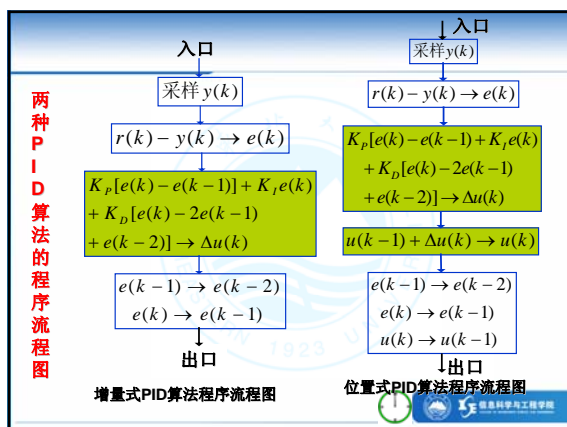 两种PID算法的程序流程图
入口
采样 y(k)
r(k) − y(k) → e(k)
K_P[e(k) − e(k−1)] + K_I e(k)
+ K_D[e(k) − 2e(k−1)
+ e(k−2)] → Δu(k)
e(k−1) → e(k−2)
e(k) → e(k−1)
出口
增量式PID算法程序流程图
入口
采样 y(k)
r(k) − y(k) → e(k)
K_P[e(k) − e(k−1) + K_I e(k)
+ K_D[e(k) − 2e(k−1)
+ e(k−2)] → Δu(k)
u(k−1) + Δu(k) → u(k)
e(k−1) → e(k−2)
e(k) → e(k−1)
u(k) → u(k−1)
出口
位置式PID算法程序流程图
1923
信息科学与工程学院